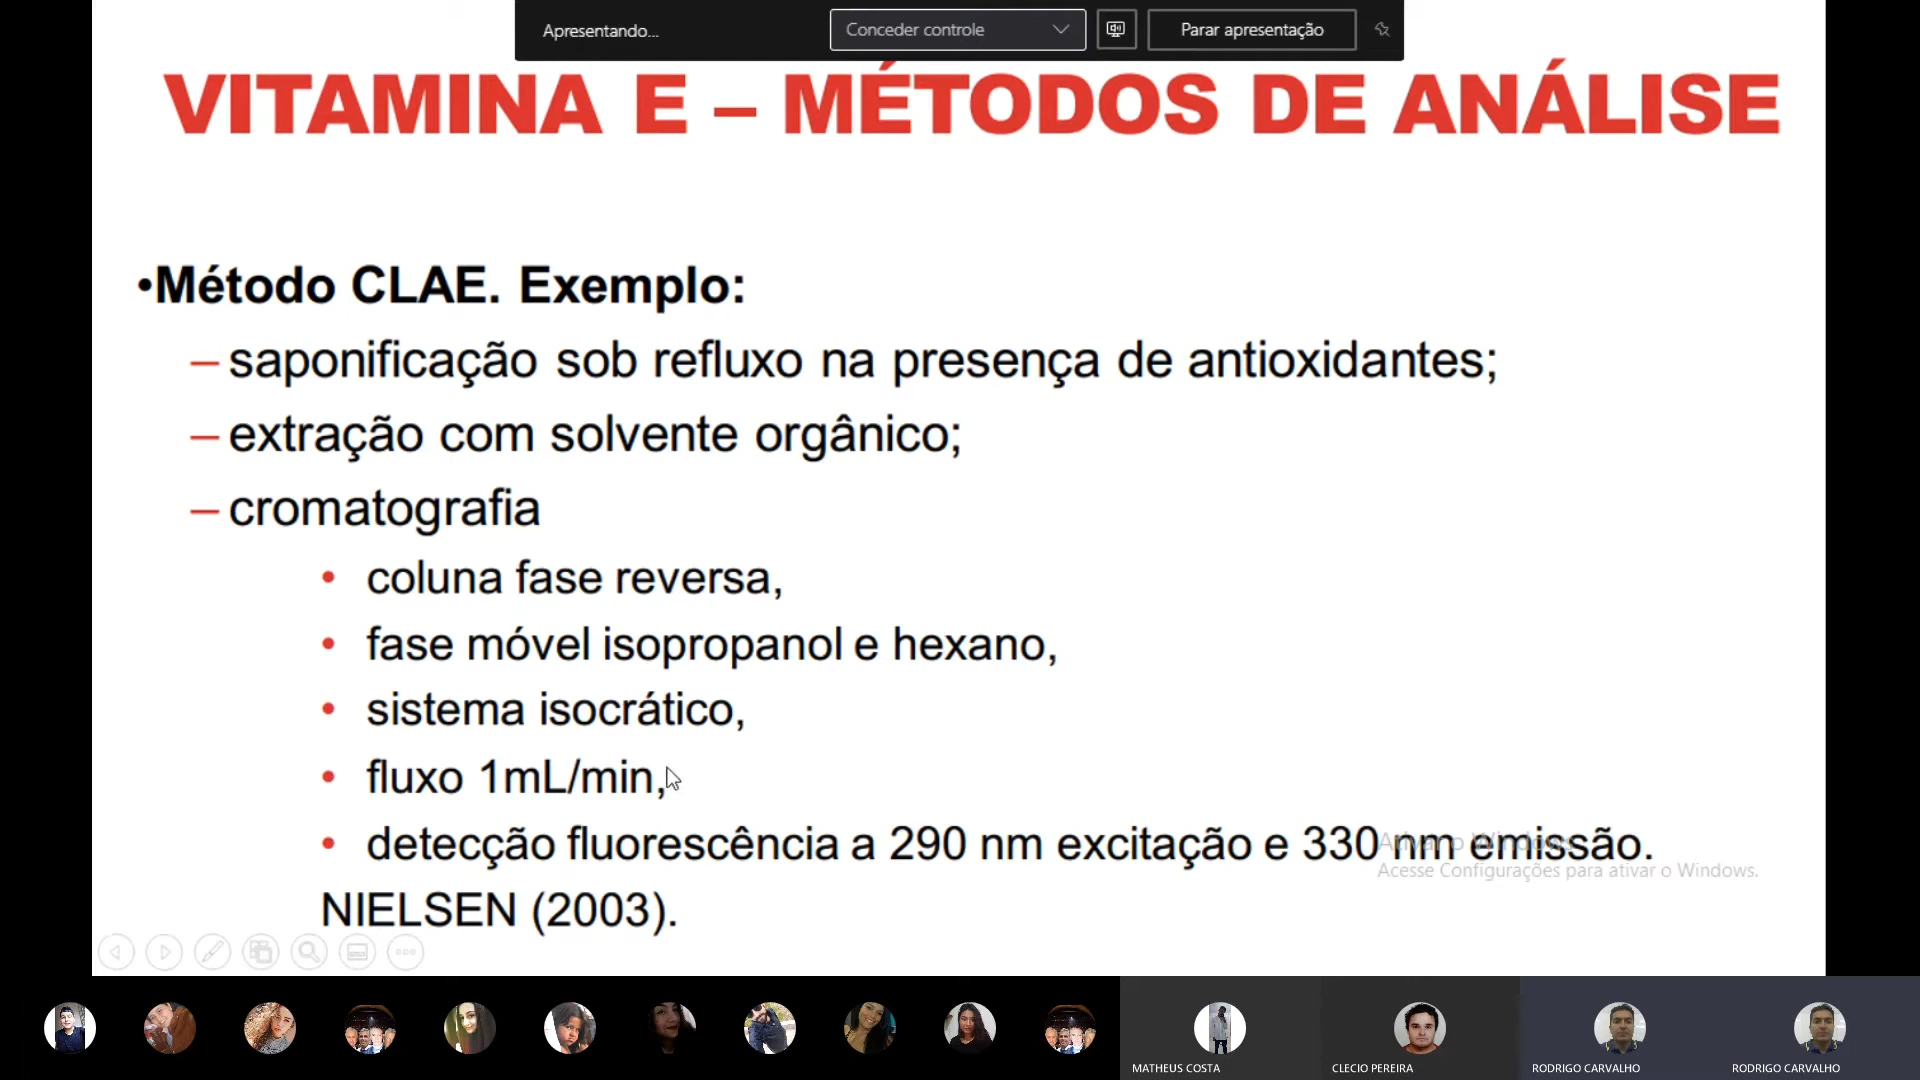 Apresentando...
Conceder controle
Parar apresentação
VITAMINA E – MÉTODOS DE ANÁLISE
•Método CLAE. Exemplo:
– saponificação sob refluxo na presença de antioxidantes;
– extração com solvente orgânico;
– cromatografia
• coluna fase reversa,
• fase móvel isopropanol e hexano,
• sistema isocrático,
• fluxo 1mL/min,
• detecção fluorescência a 290 nm excitação e 330 nm emissão.
Ativar o Windows
Acesse Configurações para ativar o Windows.
NIELSEN (2003).
MATHEUS COSTA
CLECIO PEREIRA
RODRIGO CARVALHO
RODRIGO CARVALHO